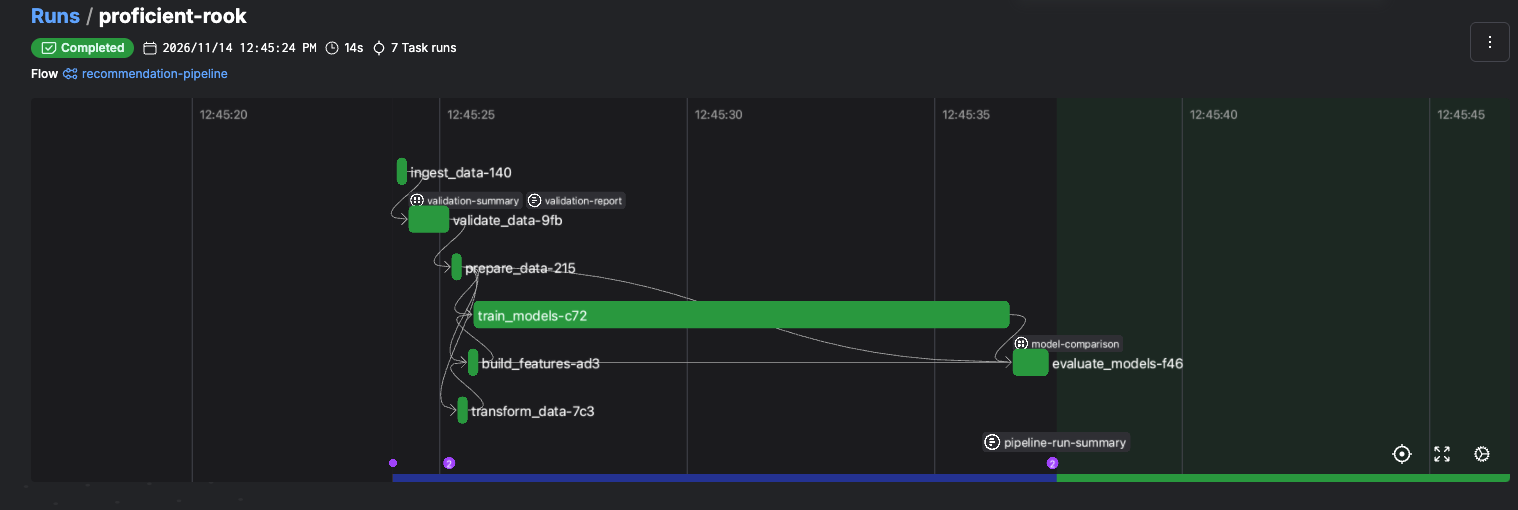 Runs / proficient-rook
Completed 2026/11/14 12:45:24 PM 14s 7 Task runs
Flow recommendation-pipeline
12:45:20 12:45:25 12:45:30 12:45:35 12:45:40 12:45:45
ingest_data-140
validation-summary validation-report
validate_data-9fb
prepare_data-215
train_models-c72
model-comparison
build_features-ad3 evaluate_models-f46
transform_data-7c3
pipeline-run-summary
2 2